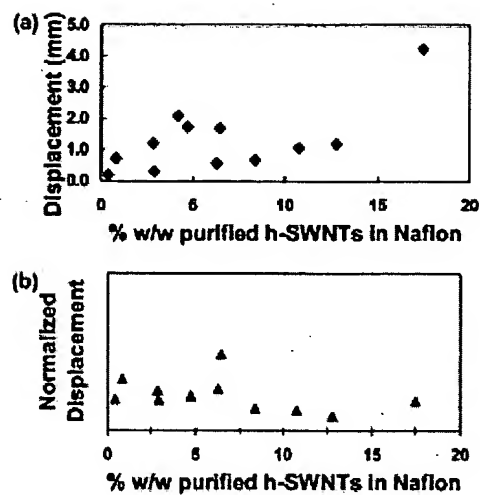 (a)
Displacement (mm)
5.0
4.0
3.0
2.0
1.0
0.0
0 5 10 15 20
% w/w purified h-SWNTs in Nafion
(b)
Normalized
Displacement
0 5 10 15 20
% w/w purified h-SWNTs in Nafion